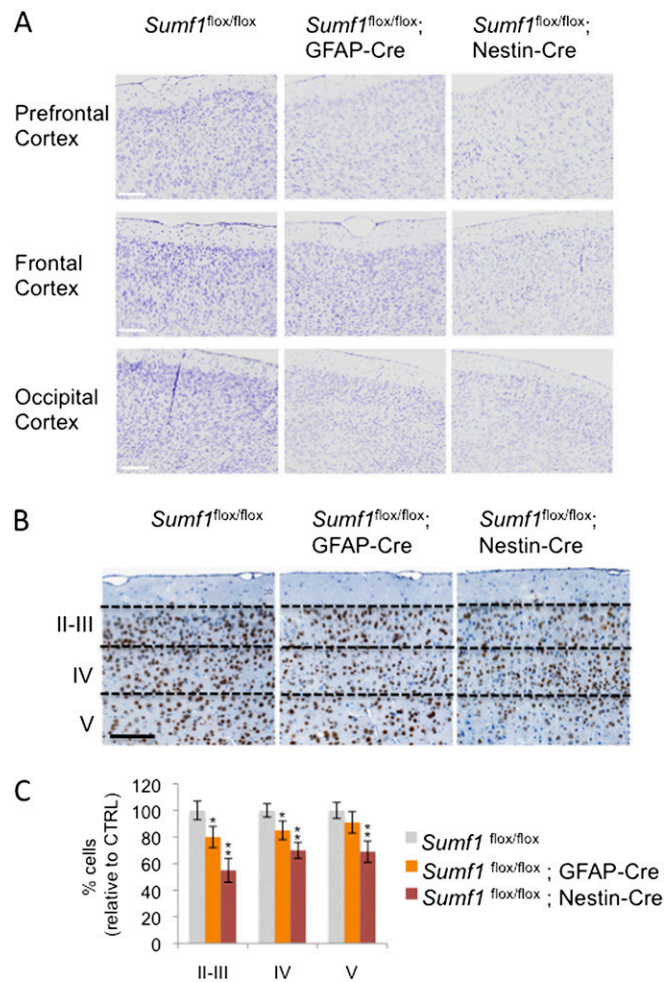 A
Sumf1flox/flox
Sumf1flox/flox;
GFAP-Cre
Sumf1flox/flox;
Nestin-Cre
Prefrontal
Cortex
Frontal
Cortex
Occipital
Cortex
B
Sumf1flox/flox
Sumf1flox/flox;
GFAP-Cre
Sumf1flox/flox;
Nestin-Cre
II-III
IV
V
C
% cells
(relative to CTRL)
120
100
80
60
40
20
0
*
**
*
**
**
II-III
IV
V
Sumf1 flox/flox
Sumf1 flox/flox ; GFAP-Cre
Sumf1 flox/flox ; Nestin-Cre